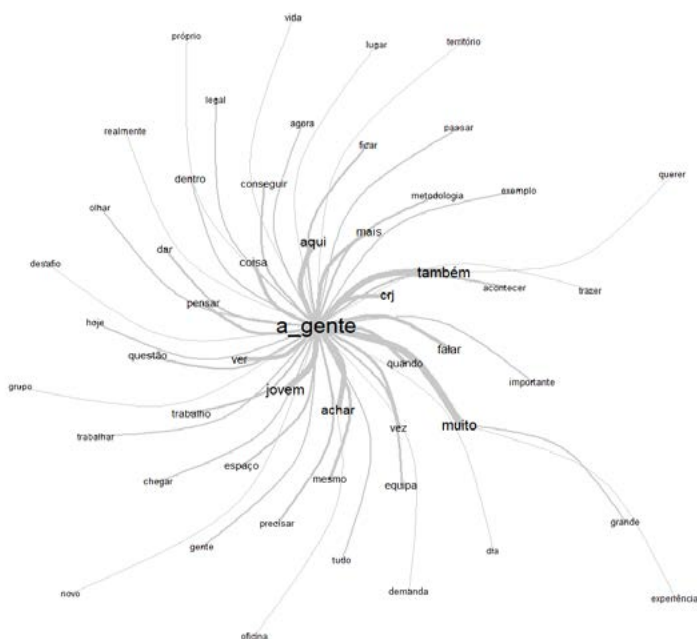 vida
próprio
lugar
território
legal
agora
realmente
ficar
passar
dentro
conseguir
querer
metodologia
exemplo
olhar
mais
aqui
dar
coisa
também
desafio
acontecer
trazer
pensar
crj
hoje
a_gente
falar
questão
ver
quando
importante
grupo
jovem
trabalho
achar
vez
muito
trabalhar
espaço
chegar
mesmo
equipa
precisar
grande
gente
tudo
dia
novo
demanda
experiência
oficina